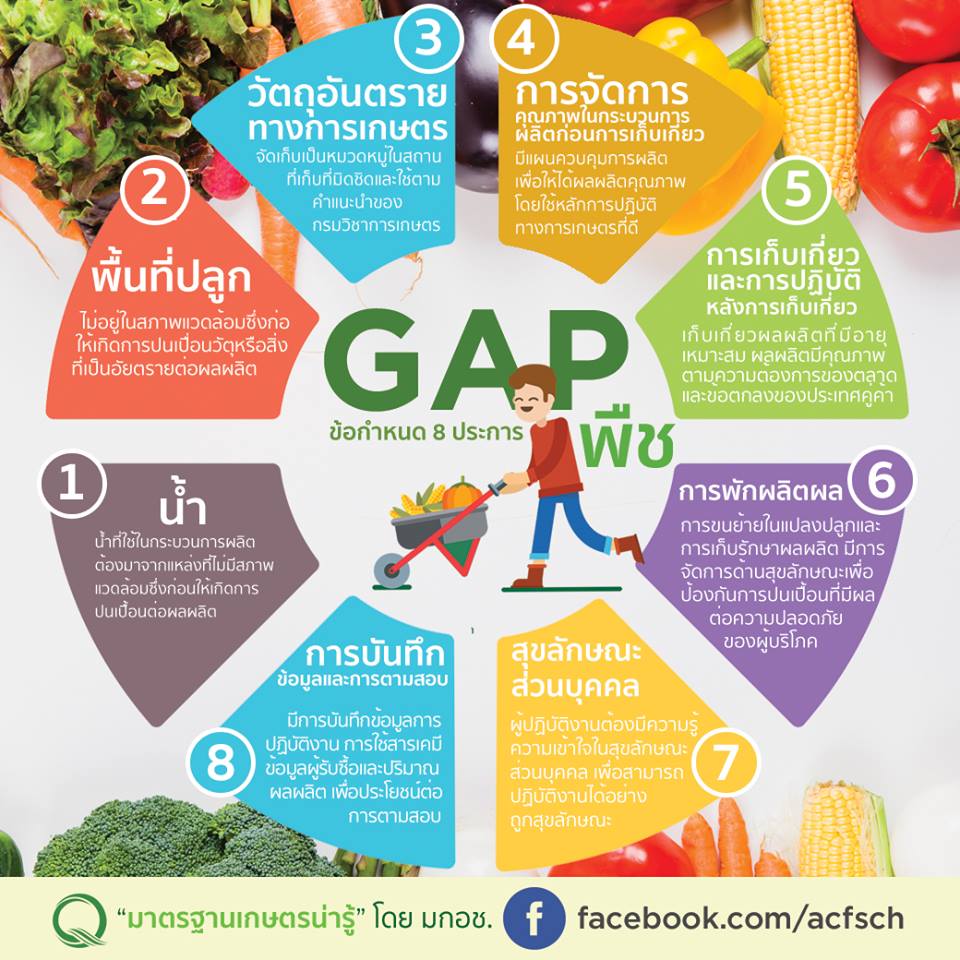 GAP
ข้อกำหนด 8 ประการ
พืช
1
น้ำ
น้ำที่ใช้ในกระบวนการผลิต
ต้องมาจากแหล่งที่ไม่มีสภาพ
แวดล้อมซึ่งก่อนให้เกิดการ
ปนเปื้อนต่อผลผลิต
2
พื้นที่ปลูก
ไม่อยู่ในสภาพแวดล้อมซึ่งก่อ
ให้เกิดการปนเปื่อนวัตุหรือสิ่ง
ที่เป็นอัยตรายต่อผลผลิต
3
วัตถุอันตราย
ทางการเกษตร
จัดเก็บเป็นหมวดหมู่ในสถาน
ที่เก็บที่มิดชิดและใช้ตาม
คำแนะนำของ
กรมวิชาการเกษตร
4
การจัดการ
คุณภาพในกระบวนการ
ผลิตก่อนการเก็บเกี่ยว
มีแผนควบคุมการผลิต
เพื่อให้ได้ผลผลิตคุณภาพ
โดยใช้หลักการปฏิบัติ
ทางการเกษตรที่ดี
5
การเก็บเกี่ยว
และการปฏิบัติ
หลังการเก็บเกี่ยว
เก็บเกี่ยวผลผลิตที่มีอายุ
เหมาะสม ผลผลิตมีคุณภาพ
ตามความต้องการของตลาด
และข้อตกลงของประเทศคู่ค้า
6
การพักผลิตผล
การขนย้ายในแปลงปลูกและ
การเก็บรักษาผลผลิต มีการ
จัดการด้านสุขลักษณะเพื่อ
ป้องกันการปนเปื้อนที่มีผล
ต่อความปลอดภัย
ของผู้บริโภค
7
สุขลักษณะ
ส่วนบุคคล
ผู้ปฏิบัติงานต้องมีความรู้
ความเข้าใจในสุขลักษณะ
ส่วนบุคคล เพื่อสามารถ
ปฏิบัติงานได้อย่าง
ถูกสุขลักษณะ
8
การบันทึก
ข้อมูลและการตามสอบ
มีการบันทึกข้อมูลการ
ปฏิบัติงาน การใช้สารเคมี
ข้อมูลผู้รับซื้อและปริมาณ
ผลผลิต เพื่อประโยชน์ต่อ
การตามสอบ
Q "มาตรฐานเกษตรน่ารู้" โดย มกอช. f facebook.com/acfsch